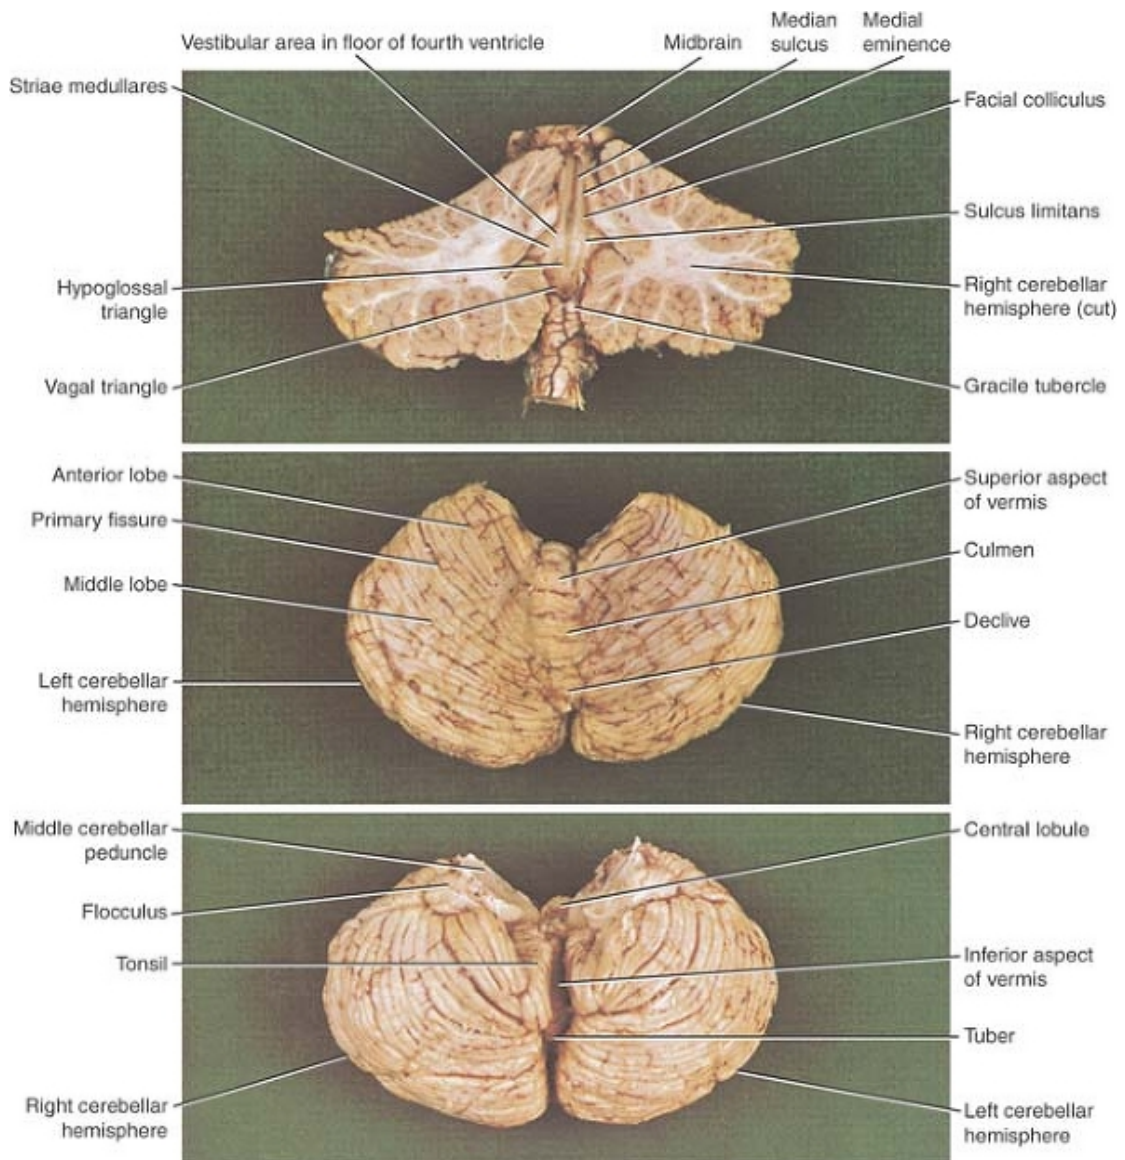 Vestibular area in floor of fourth ventricle
Midbrain
Median
sulcus
Medial
eminence
Striae medullares
Facial colliculus
Sulcus limitans
Hypoglossal
triangle
Right cerebellar
hemisphere (cut)
Vagal triangle
Gracile tubercle
Anterior lobe
Superior aspect
of vermis
Primary fissure
Culmen
Middle lobe
Declive
Left cerebellar
hemisphere
Right cerebellar
hemisphere
Middle cerebellar
peduncle
Central lobule
Flocculus
Tonsil
Inferior aspect
of vermis
Tuber
Right cerebellar
hemisphere
Left cerebellar
hemisphere